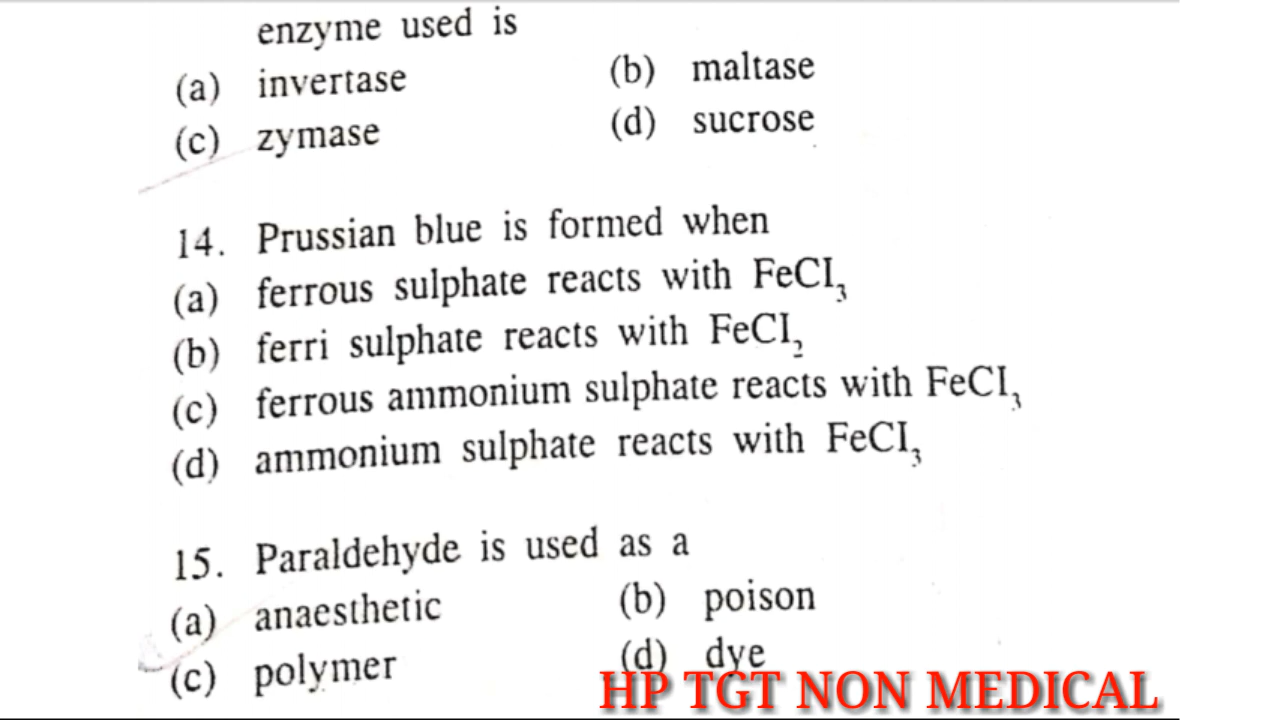 enzyme used is
(a) invertase (b) maltase
(c) zymase (d) sucrose
14. Prussian blue is formed when
(a) ferrous sulphate reacts with FeCI₃
(b) ferri sulphate reacts with FeCI₂
(c) ferrous ammonium sulphate reacts with FeCI₃
(d) ammonium sulphate reacts with FeCI₃
15. Paraldehyde is used as a
(a) anaesthetic (b) poison
(c) polymer (d) dye
HP TGT NON MEDICAL